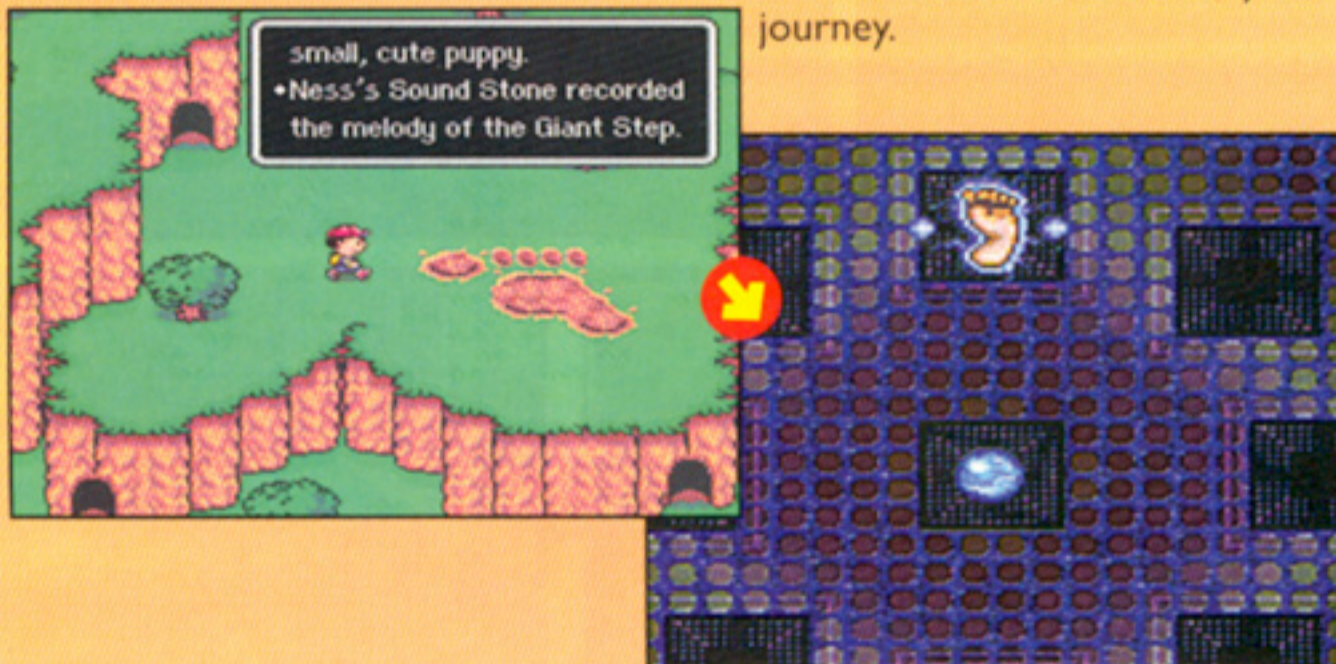 small, cute puppy.
•Ness's Sound Stone recorded
the melody of the Giant Step.
journey.